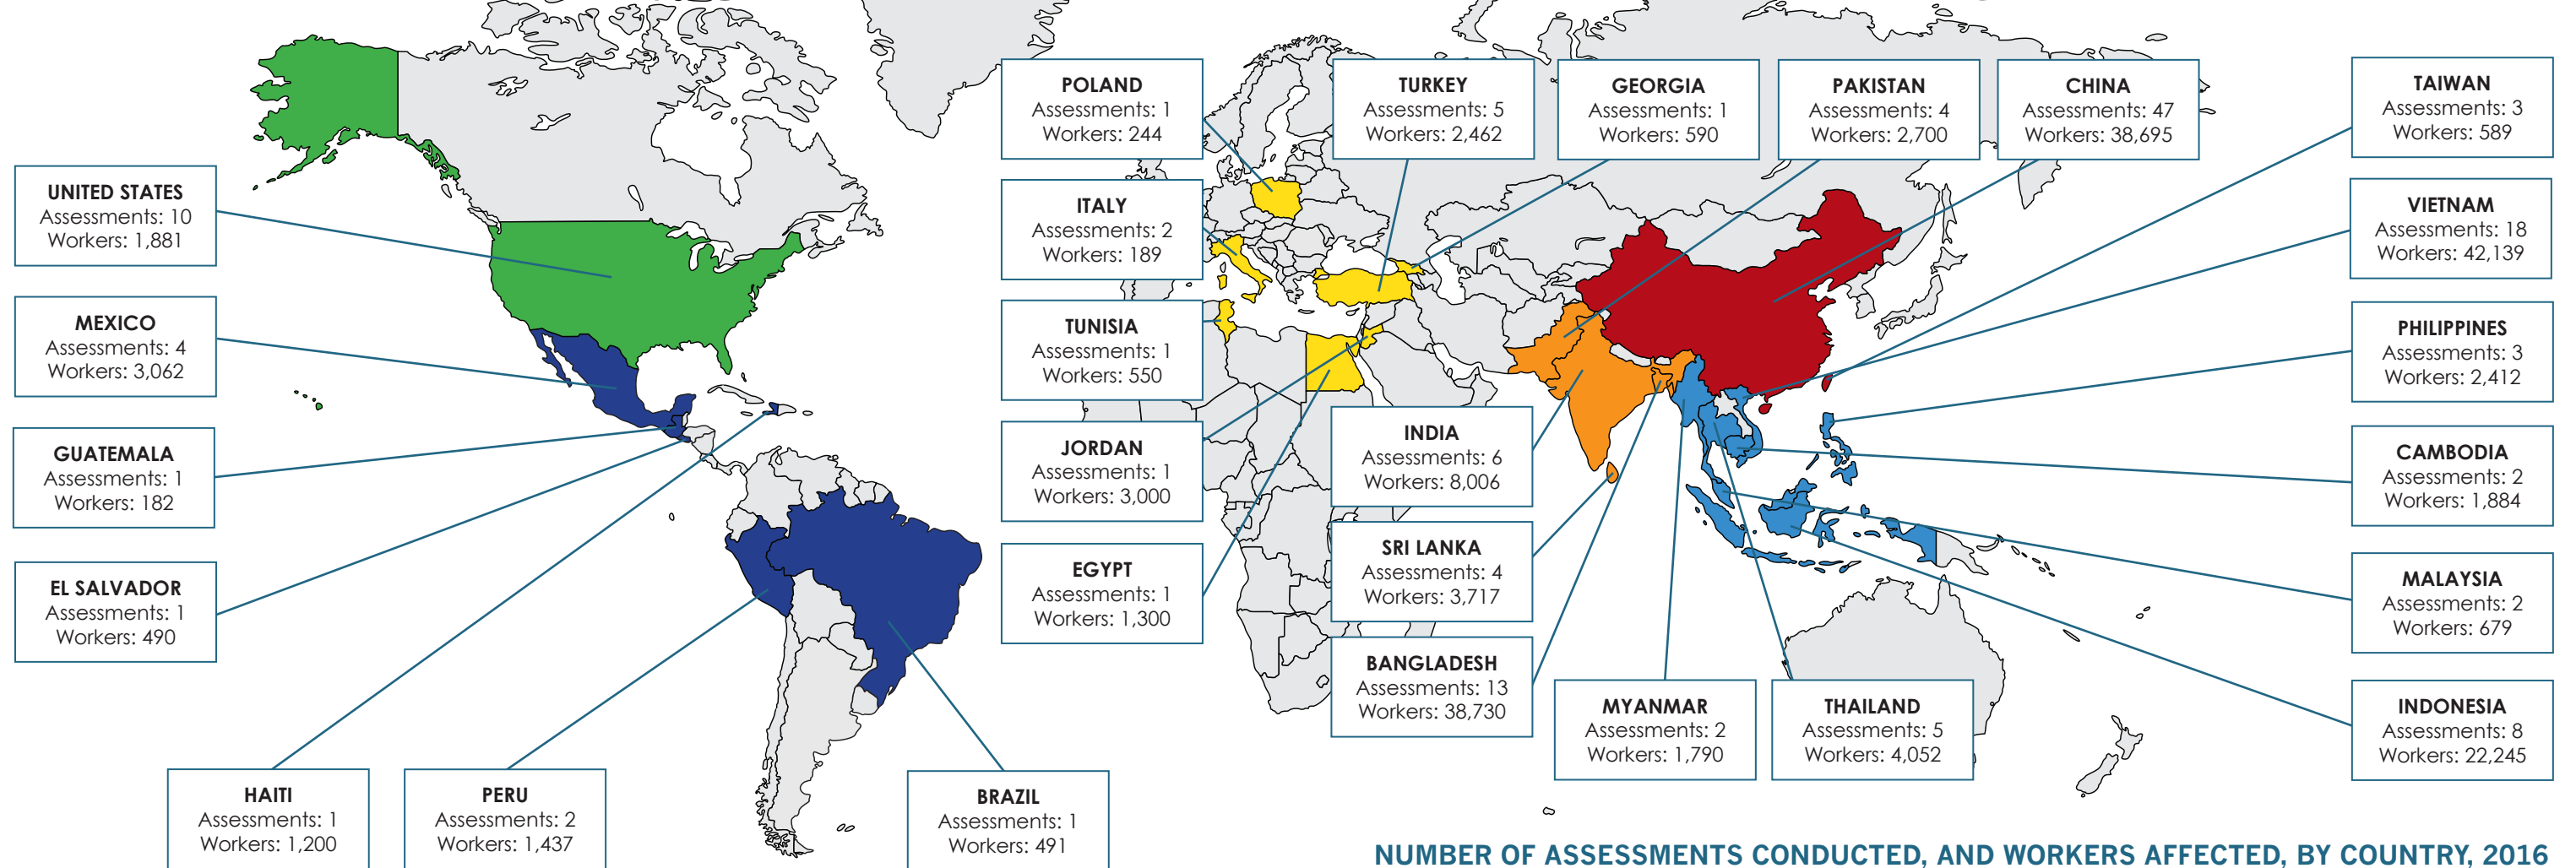 POLAND
Assessments: 1
Workers: 244
TURKEY
Assessments: 5
Workers: 2,462
GEORGIA
Assessments: 1
Workers: 590
PAKISTAN
Assessments: 4
Workers: 2,700
CHINA
Assessments: 47
Workers: 38,695
TAIWAN
Assessments: 3
Workers: 589
UNITED STATES
Assessments: 10
Workers: 1,881
ITALY
Assessments: 2
Workers: 189
VIETNAM
Assessments: 18
Workers: 42,139
MEXICO
Assessments: 4
Workers: 3,062
TUNISIA
Assessments: 1
Workers: 550
PHILIPPINES
Assessments: 3
Workers: 2,412
GUATEMALA
Assessments: 1
Workers: 182
JORDAN
Assessments: 1
Workers: 3,000
INDIA
Assessments: 6
Workers: 8,006
CAMBODIA
Assessments: 2
Workers: 1,884
EL SALVADOR
Assessments: 1
Workers: 490
EGYPT
Assessments: 1
Workers: 1,300
SRI LANKA
Assessments: 4
Workers: 3,717
MALAYSIA
Assessments: 2
Workers: 679
BANGLADESH
Assessments: 13
Workers: 38,730
MYANMAR
Assessments: 2
Workers: 1,790
THAILAND
Assessments: 5
Workers: 4,052
INDONESIA
Assessments: 8
Workers: 22,245
HAITI
Assessments: 1
Workers: 1,200
PERU
Assessments: 2
Workers: 1,437
BRAZIL
Assessments: 1
Workers: 491
NUMBER OF ASSESSMENTS CONDUCTED, AND WORKERS AFFECTED, BY COUNTRY, 2016